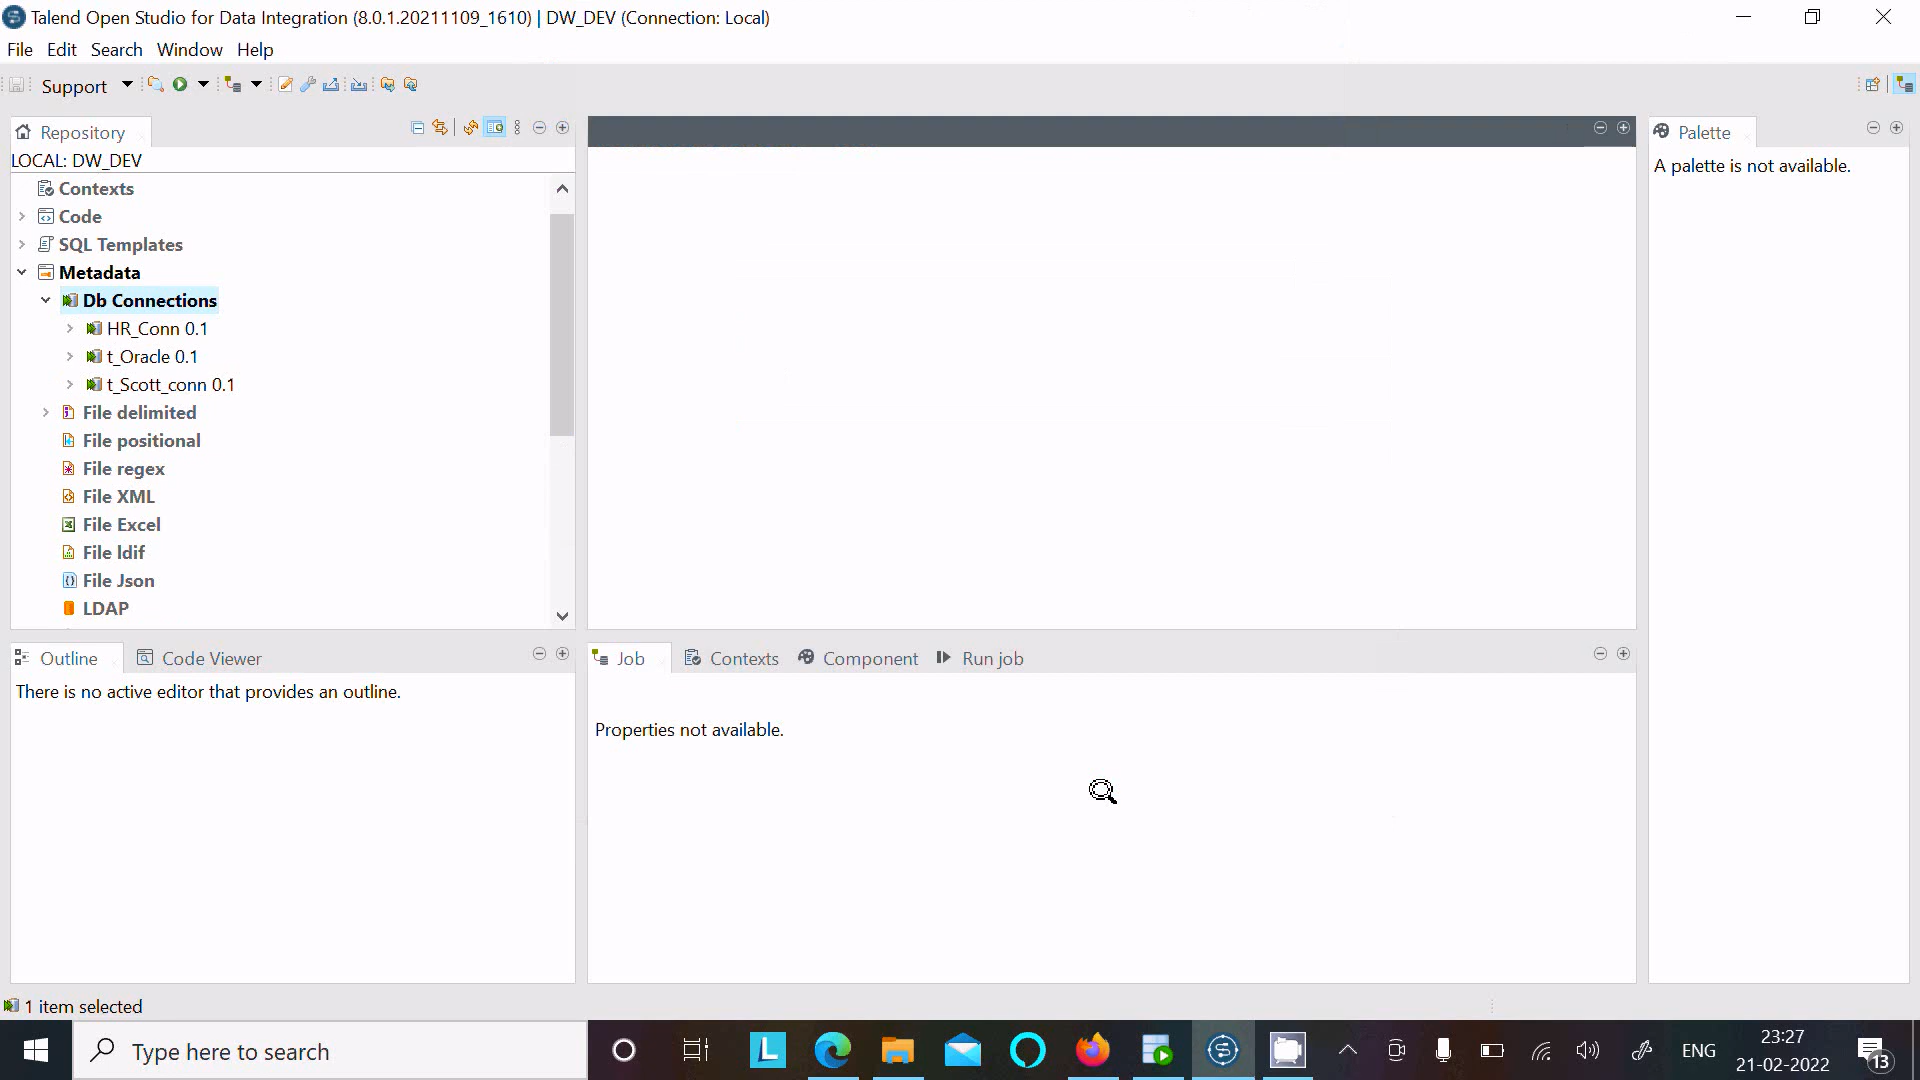 Talend Open Studio for Data Integration (8.0.1.20211109_1610) | DW_DEV (Connection: Local)
File Edit Search Window Help
Support
Repository
LOCAL: DW_DEV
Contexts
Code
SQL Templates
Metadata
Db Connections
HR_Conn 0.1
t_Oracle 0.1
t_Scott_conn 0.1
File delimited
File positional
File regex
File XML
File Excel
File ldif
File Json
LDAP
Palette
A palette is not available.
Outline Code Viewer
There is no active editor that provides an outline.
Job Contexts Component Run job
Properties not available.
1 item selected
Type here to search
L
ENG
23:27
21-02-2022
13